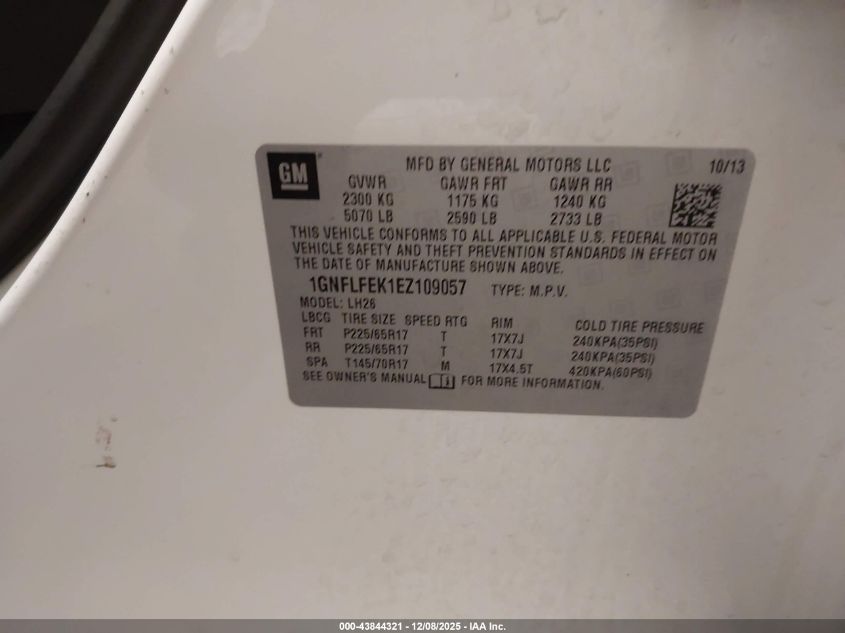 GM
MFD BY GENERAL MOTORS LLC 10/13
GVWR GAWR FRT GAWR RR
2300 KG 1175 KG 1240 KG
5070 LB 2590 LB 2733 LB
THIS VEHICLE CONFORMS TO ALL APPLICABLE U.S. FEDERAL MOTOR
VEHICLE SAFETY AND THEFT PREVENTION STANDARDS IN EFFECT ON
THE DATE OF MANUFACTURE SHOWN ABOVE.
1GNFLFEK1EZ109057 TYPE: M.P.V.
MODEL: LH26
LBCG TIRE SIZE SPEED RTG RIM COLD TIRE PRESSURE
FRT P225/65R17 T 17X7J 240KPA(35PSI)
RR P225/65R17 T 17X7J 240KPA(35PSI)
SPA T145/70R17 M 17X4.5T 420KPA(60PSI)
SEE OWNER'S MANUAL FOR MORE INFORMATION.
000-43844321 - 12/08/2025 - IAA Inc.